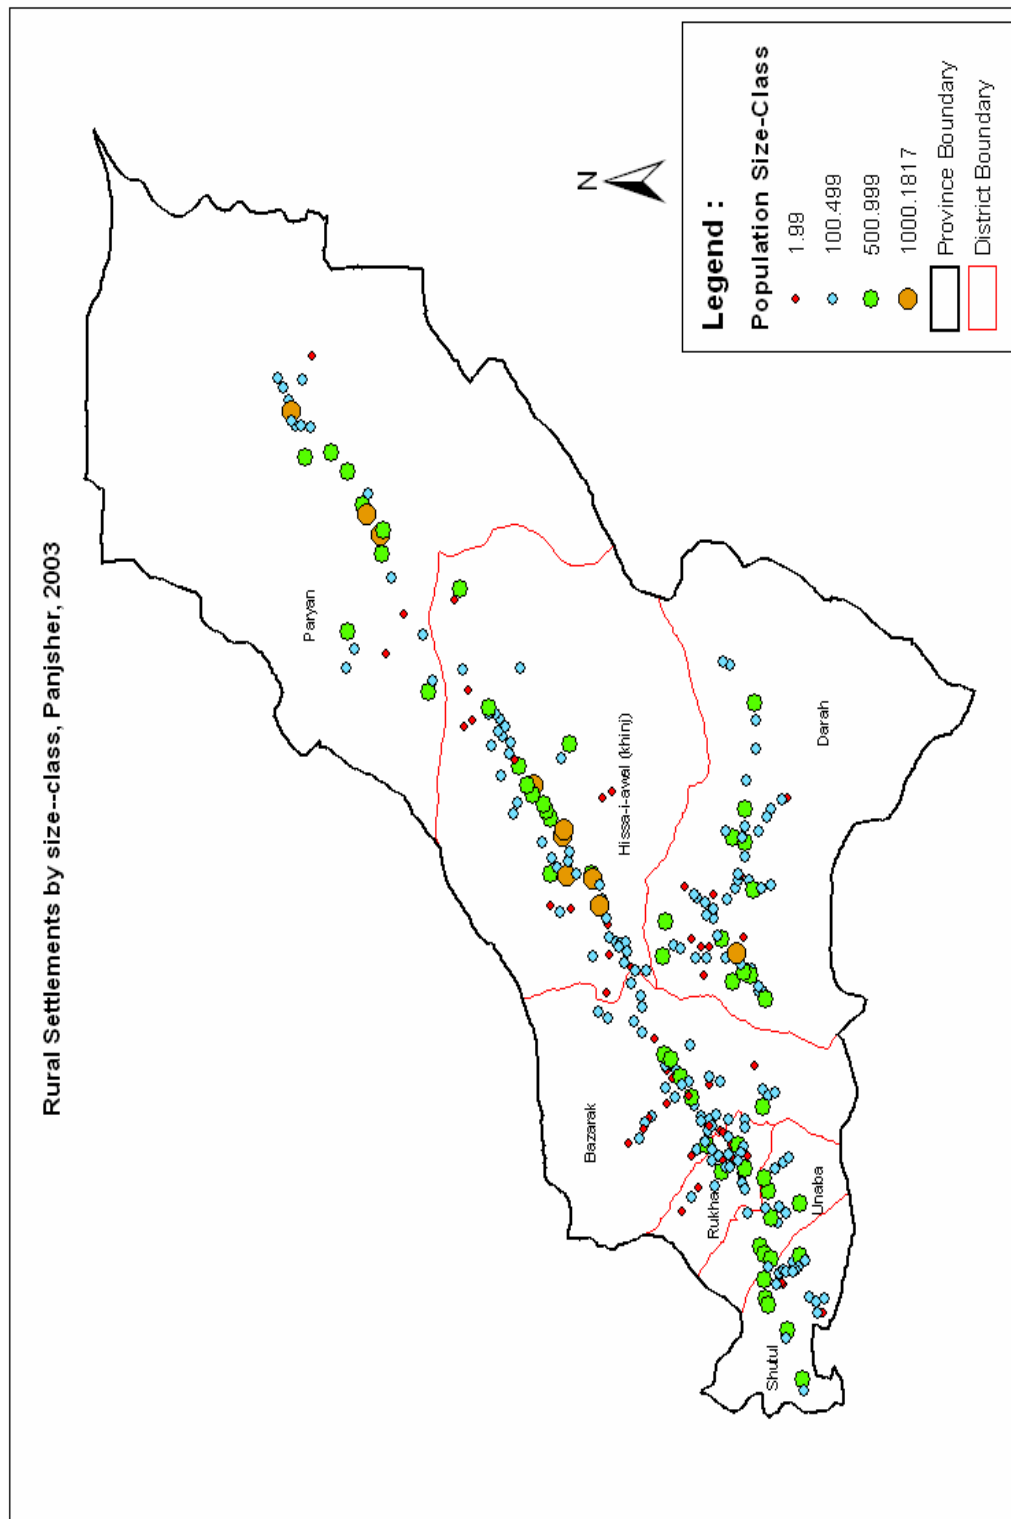 Rural Settlements by size--class, Panjsher, 2003
Paryan
Hissa-i-awal (khinj)
Darah
Bazarak
Rukha
Unaba
Shutul
N
Legend :
Population Size-Class
1.99
100.499
500.999
1000.1817
Province Boundary
District Boundary